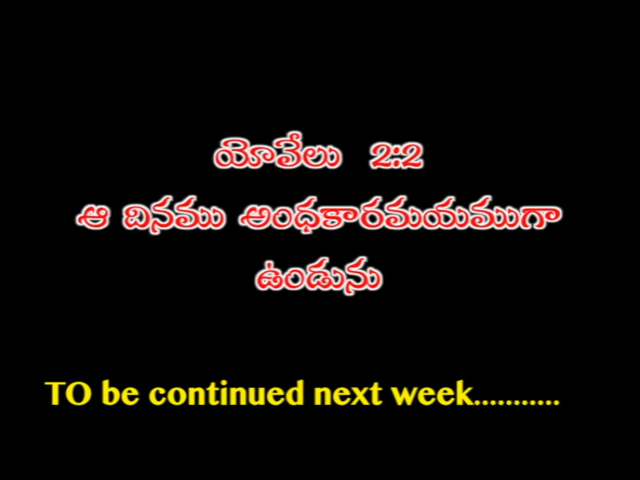 యోవేలు 2:2
ఆ దినము అంధకారమయముగా
ఉండును
TO be continued next week...........